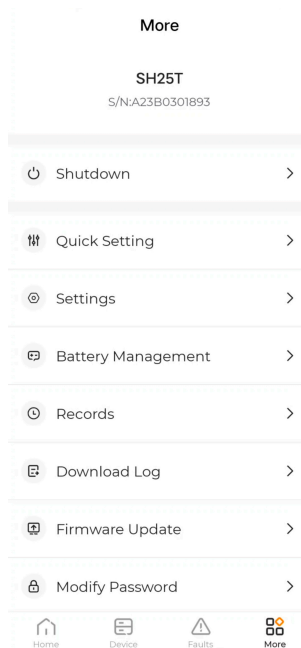 More
SH25T
S/N:A23B0301893
Shutdown
Quick Setting
Settings
Battery Management
Records
Download Log
Firmware Update
Modify Password
Home
Device
Faults
More